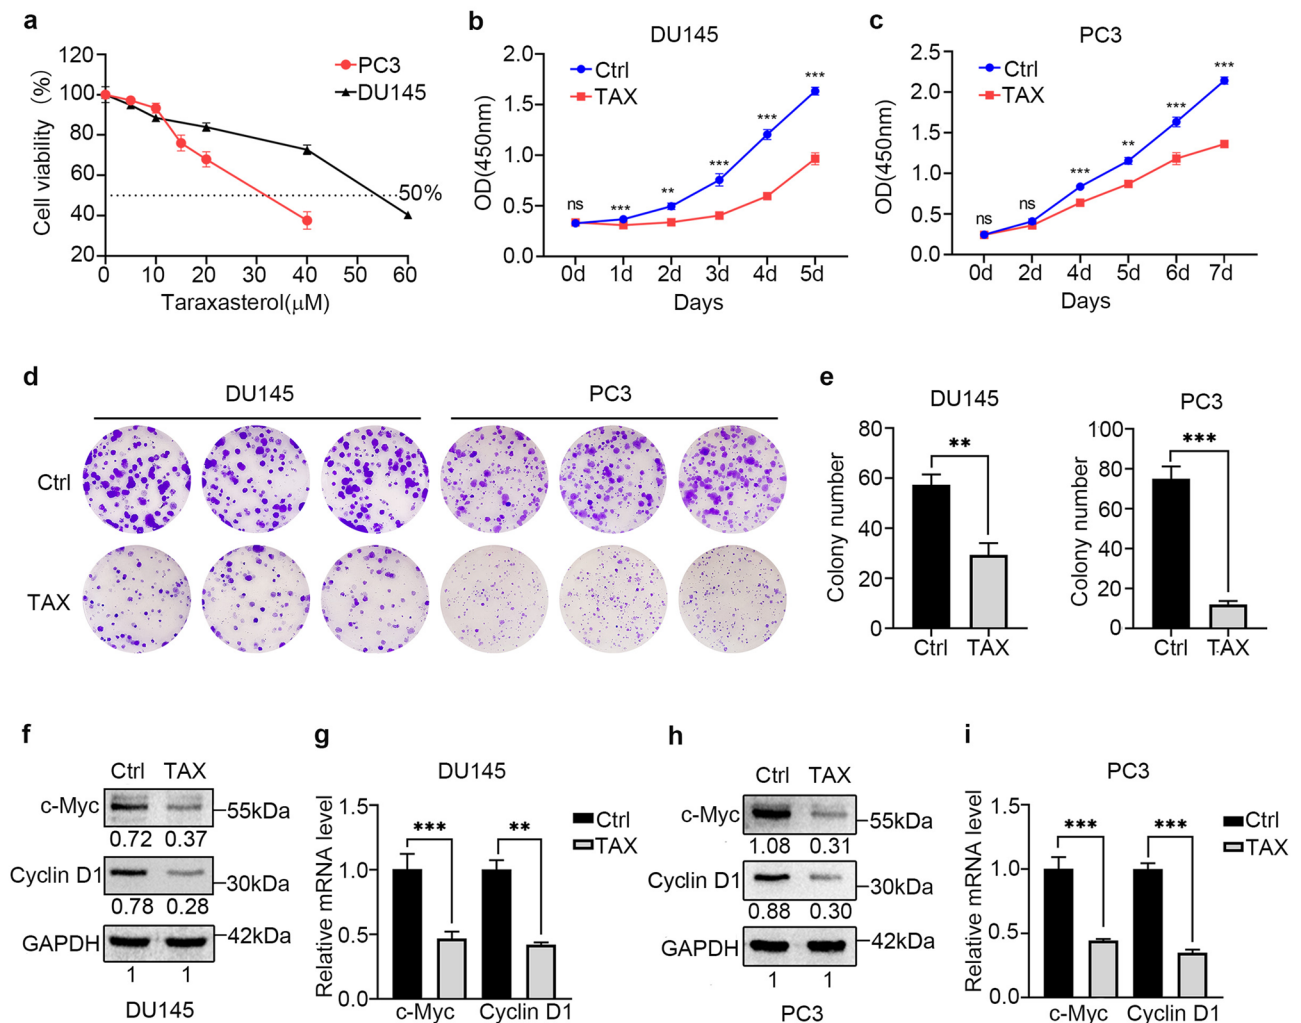 a
Cell viability (%)
120
100
80
60
40
20
PC3
DU145
50%
0 10 20 30 40 50 60
Taraxasterol(μM)
b
DU145
OD(450nm)
2.0
1.5
1.0
0.5
0.0
Ctrl
TAX
ns *** ** *** *** ***
0d 1d 2d 3d 4d 5d
Days
c
PC3
OD(450nm)
2.5
2.0
1.5
1.0
0.5
0.0
Ctrl
TAX
ns ns *** ** *** ***
0d 2d 4d 5d 6d 7d
Days
d
DU145 PC3
Ctrl
TAX
e
DU145
Colony number
80
60
40
20
0
**
Ctrl TAX
PC3
Colony number
100
80
60
40
20
0
***
Ctrl TAX
f
Ctrl TAX
c-Myc 55kDa
0.72 0.37
Cyclin D1 30kDa
0.78 0.28
GAPDH 42kDa
1 1
DU145
g
DU145
Relative mRNA level
1.5
1.0
0.5
0.0
*** **
Ctrl
TAX
c-Myc Cyclin D1
h
Ctrl TAX
c-Myc 55kDa
1.08 0.31
Cyclin D1 30kDa
0.88 0.30
GAPDH 42kDa
1 1
PC3
i
PC3
Relative mRNA level
1.5
1.0
0.5
0.0
*** ***
Ctrl
TAX
c-Myc Cyclin D1